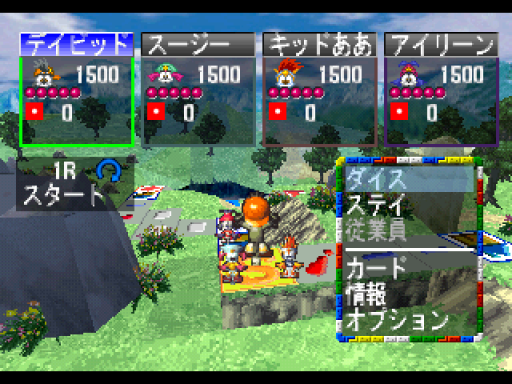 デイビッド スージー キッドああ アイリーン
1500 1500 1500 1500
0 0 0 0
1R
スタート
ダイス
ステイ
従業員
カード
情報
オプション